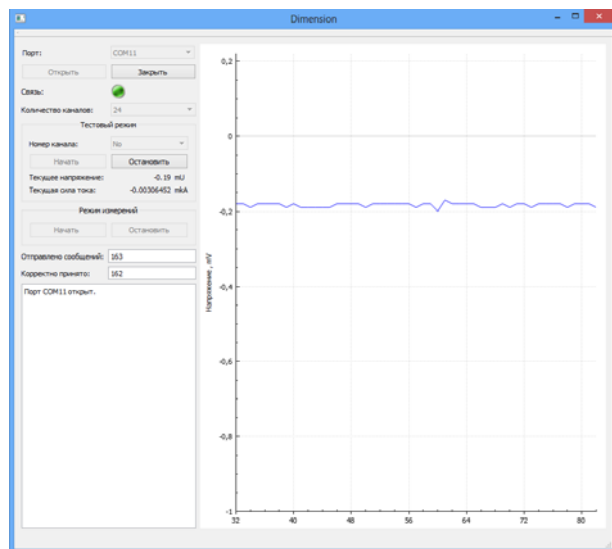 Dimension
Порт: COM11
Открыть Закрыть
Связь:
Количество каналов: 24
Тестовый режим
Номер канала: No
Начать Остановить
Текущее напряжение: -0.19 mU
Текущая сила тока: -0.00306452 mkA
Режим измерений
Начать Остановить
Отправлено сообщений: 163
Корректно принято: 162
Порт COM11 открыт.
Напряжение, mV
0,2
0
-0,2
-0,4
-0,6
-0,8
-1
32 40 48 56 64 72 80